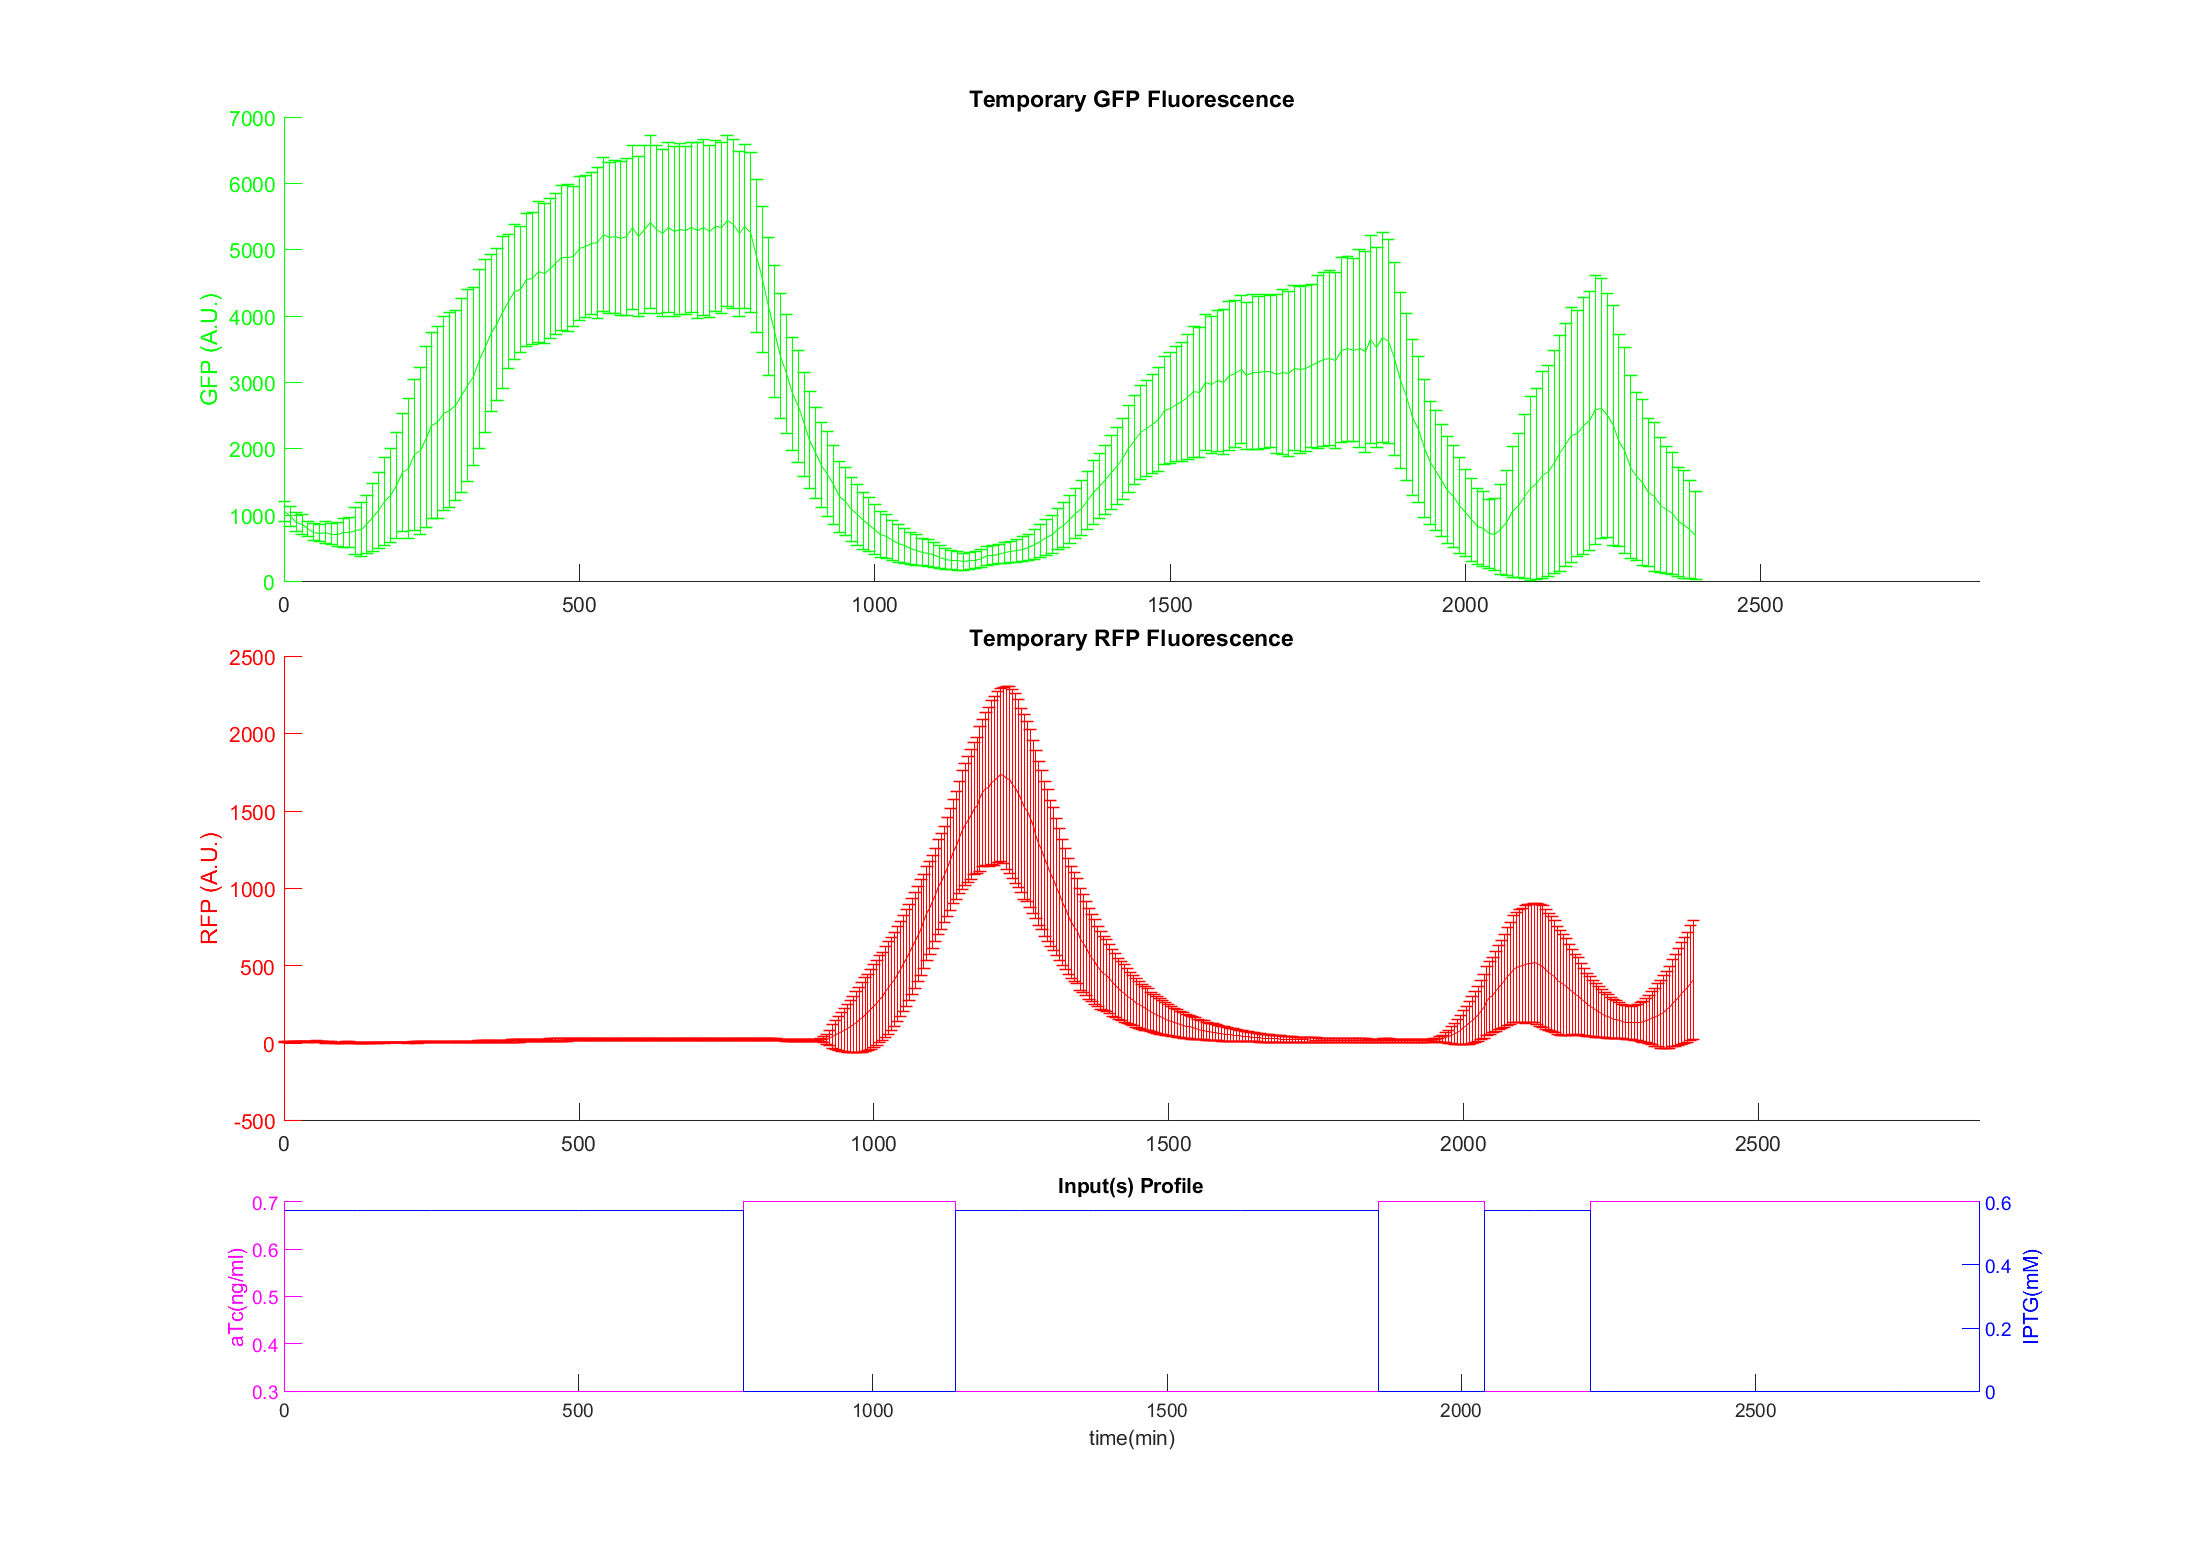 Temporary GFP Fluorescence
7000
6000
5000
4000
3000
2000
1000
0
GFP (A.U.)
0 500 1000 1500 2000 2500
Temporary RFP Fluorescence
2500
2000
1500
1000
500
0
-500
RFP (A.U.)
0 500 1000 1500 2000 2500
Input(s) Profile
0.7
0.6
0.5
0.4
0.3
aTc(ng/ml)
0.6
0.4
0.2
0
IPTG(mM)
0 500 1000 1500 2000 2500
time(min)